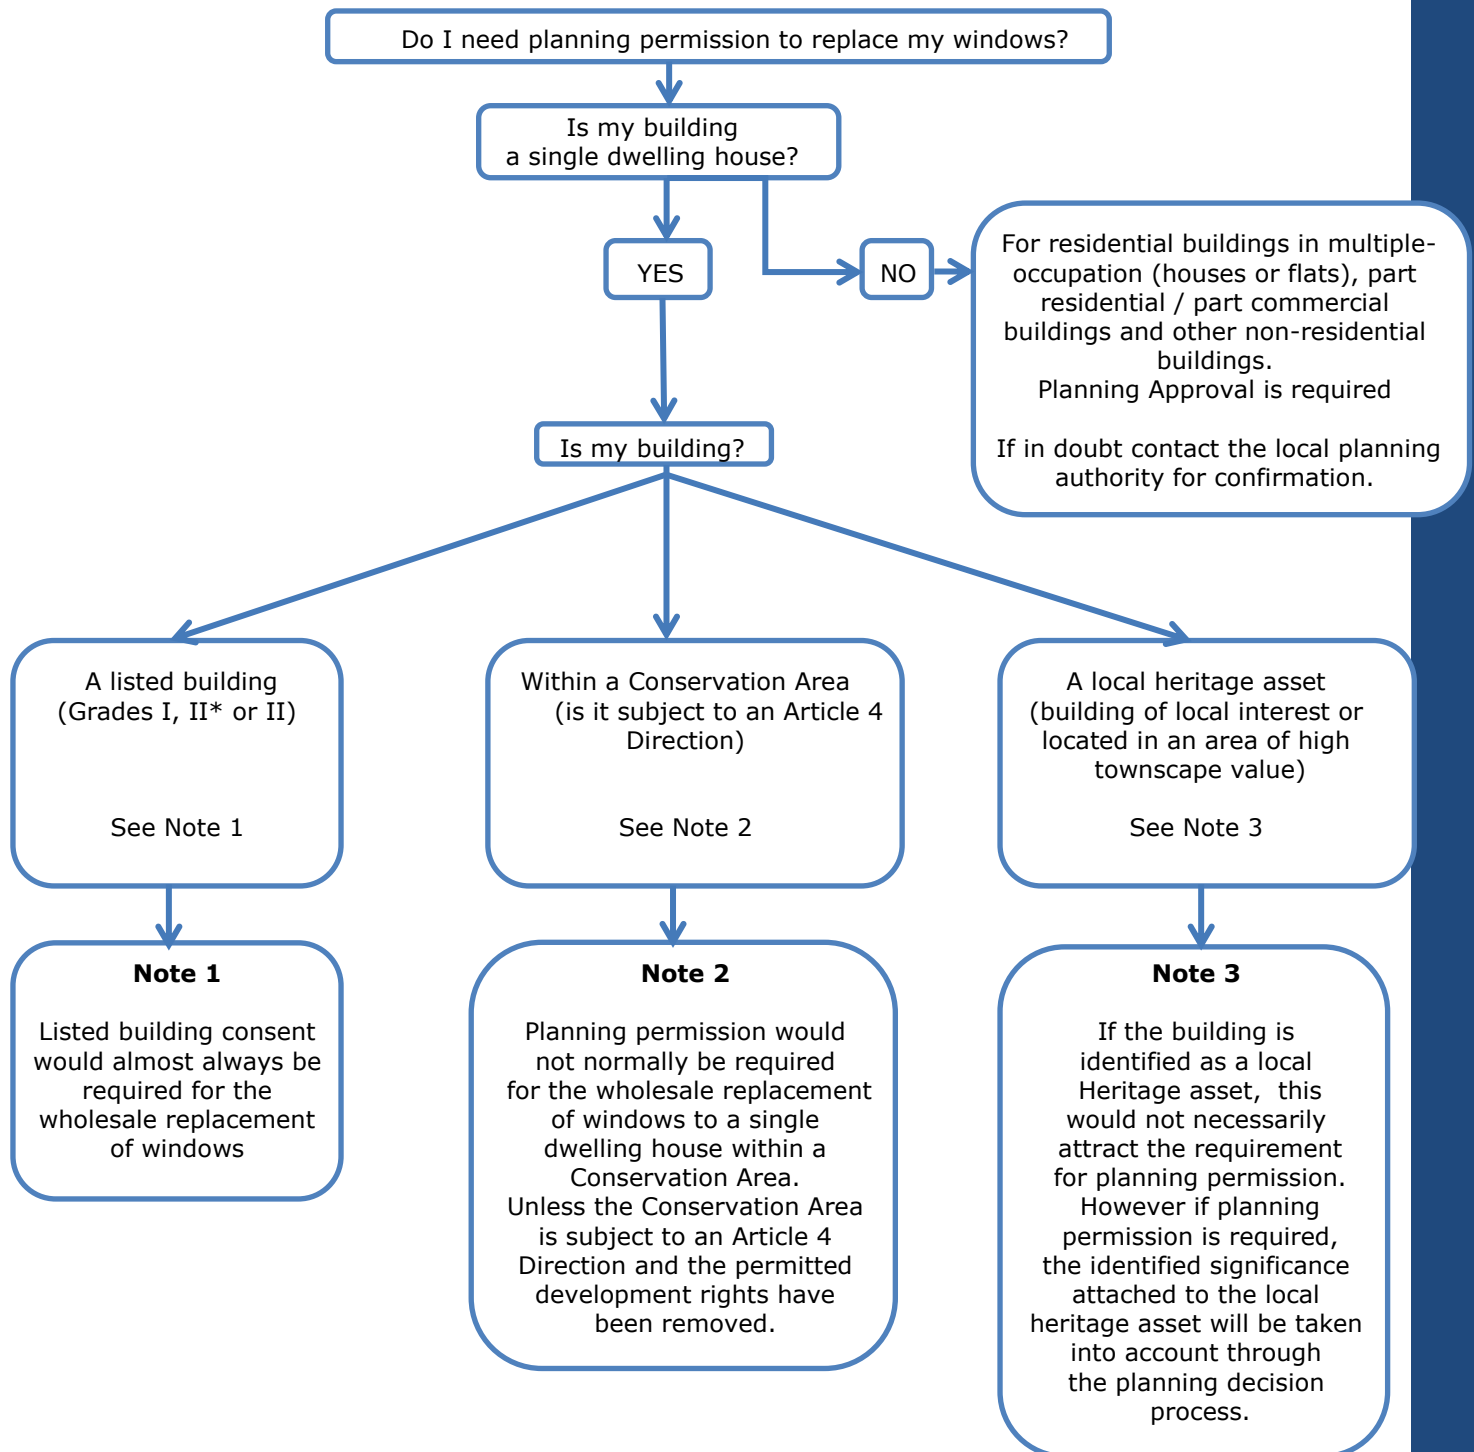 Do I need planning permission to replace my windows?
Is my building
a single dwelling house?
YES
NO
For residential buildings in multiple-
occupation (houses or flats), part
residential / part commercial
buildings and other non-residential
buildings.
Planning Approval is required
If in doubt contact the local planning
authority for confirmation.
Is my building?
A listed building
(Grades I, II* or II)
See Note 1
Within a Conservation Area
(is it subject to an Article 4
Direction)
See Note 2
A local heritage asset
(building of local interest or
located in an area of high
townscape value)
See Note 3
Note 1
Listed building consent
would almost always be
required for the
wholesale replacement
of windows
Note 2
Planning permission would
not normally be required
for the wholesale replacement
of windows to a single
dwelling house within a
Conservation Area.
Unless the Conservation Area
is subject to an Article 4
Direction and the permitted
development rights have
been removed.
Note 3
If the building is
identified as a local
Heritage asset, this
would not necessarily
attract the requirement
for planning permission.
However if planning
permission is required,
the identified significance
attached to the local
heritage asset will be taken
into account through
the planning decision
process.